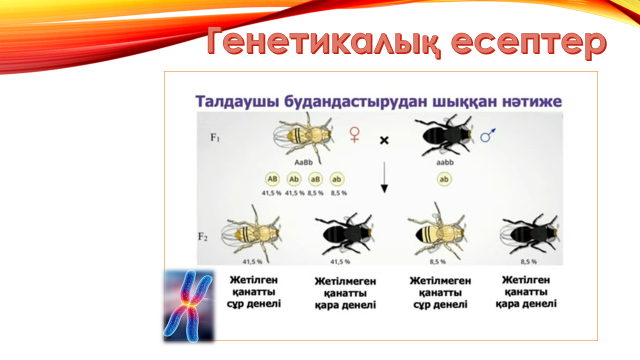 Генетикалық есептер
Талдаушы будандастырудан шыққан нәтиже
F1 ♀ × ♂
AaBb aabb
AB Ab aB ab ab
41,5 % 41,5 % 8,5 % 8,5 %
F2
41,5 % 41,5 % 8,5 % 8,5 %
Жетілген
қанатты
сұр денелі
Жетілмеген
қанатты
қара денелі
Жетілмеген
қанатты
сұр денелі
Жетілген
қанатты
қара денелі